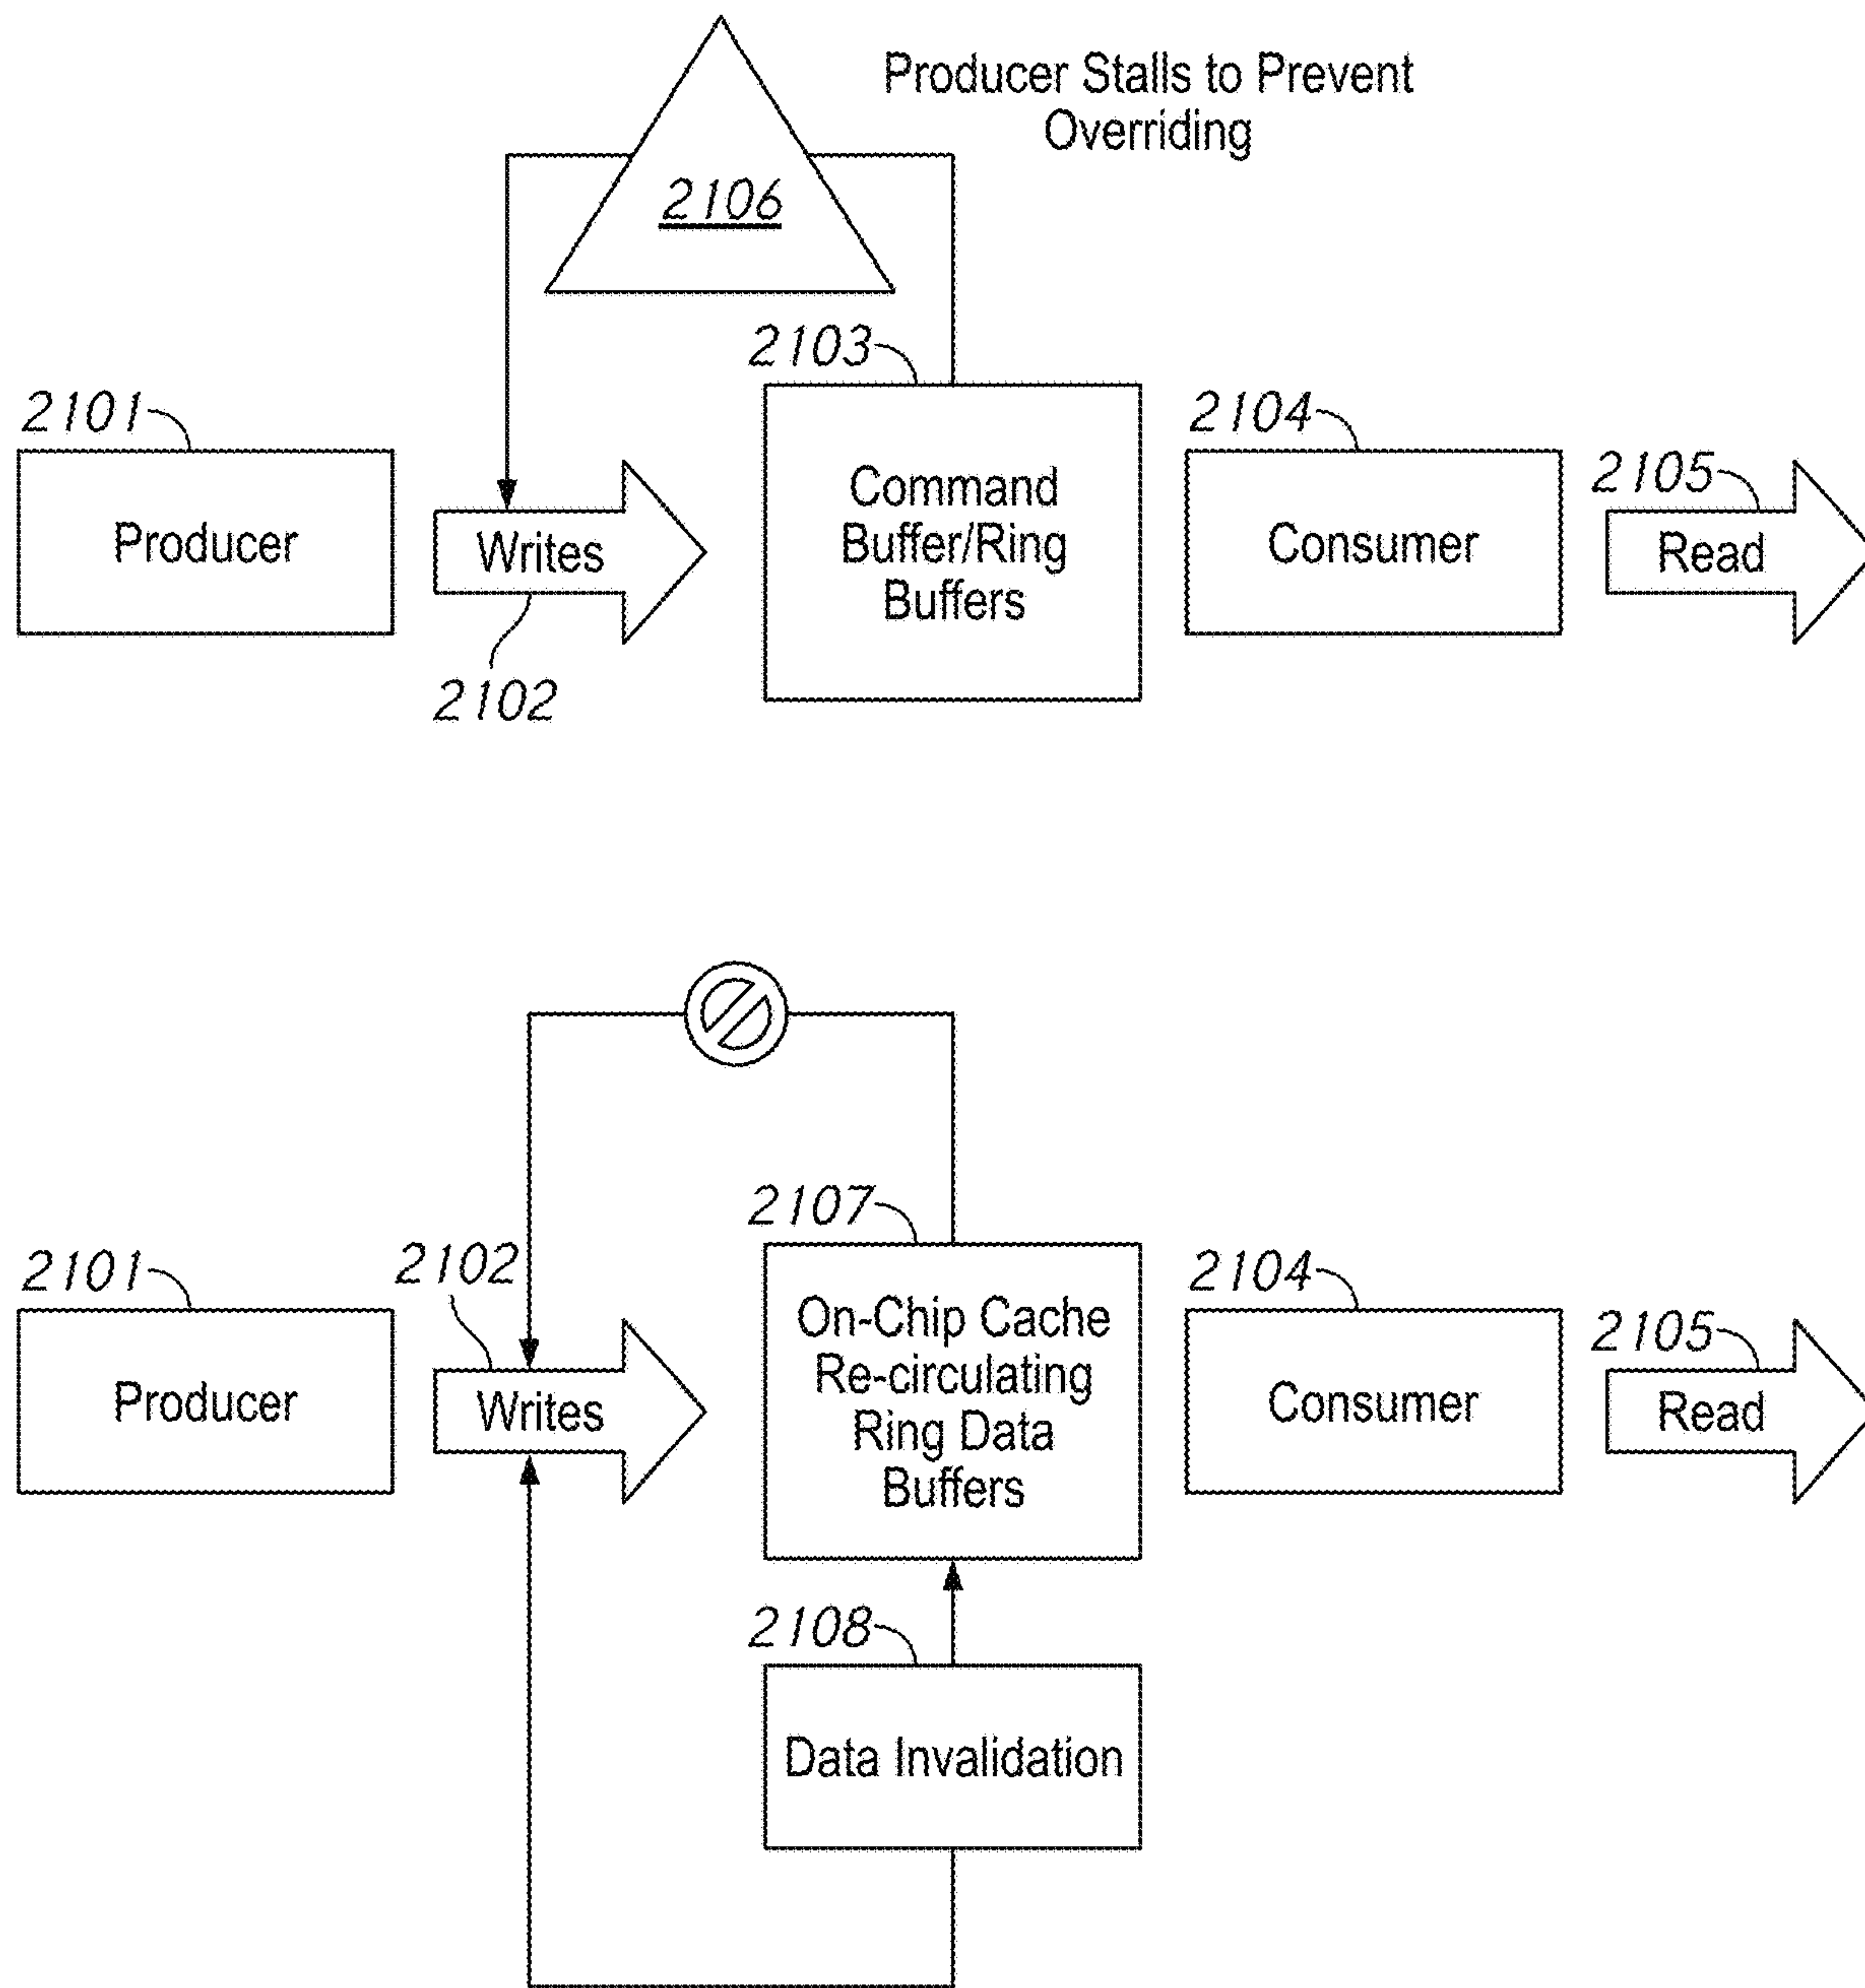 Producer Stalls to Prevent
Overriding
2106
2103
2101
2104
2105
Producer
Writes
Command
Buffer/Ring
Buffers
Consumer
Read
2102
2107
2101
2102
2104
2105
Producer
Writes
On-Chip Cache
Re-circulating
Ring Data
Buffers
Consumer
Read
2108
Data Invalidation